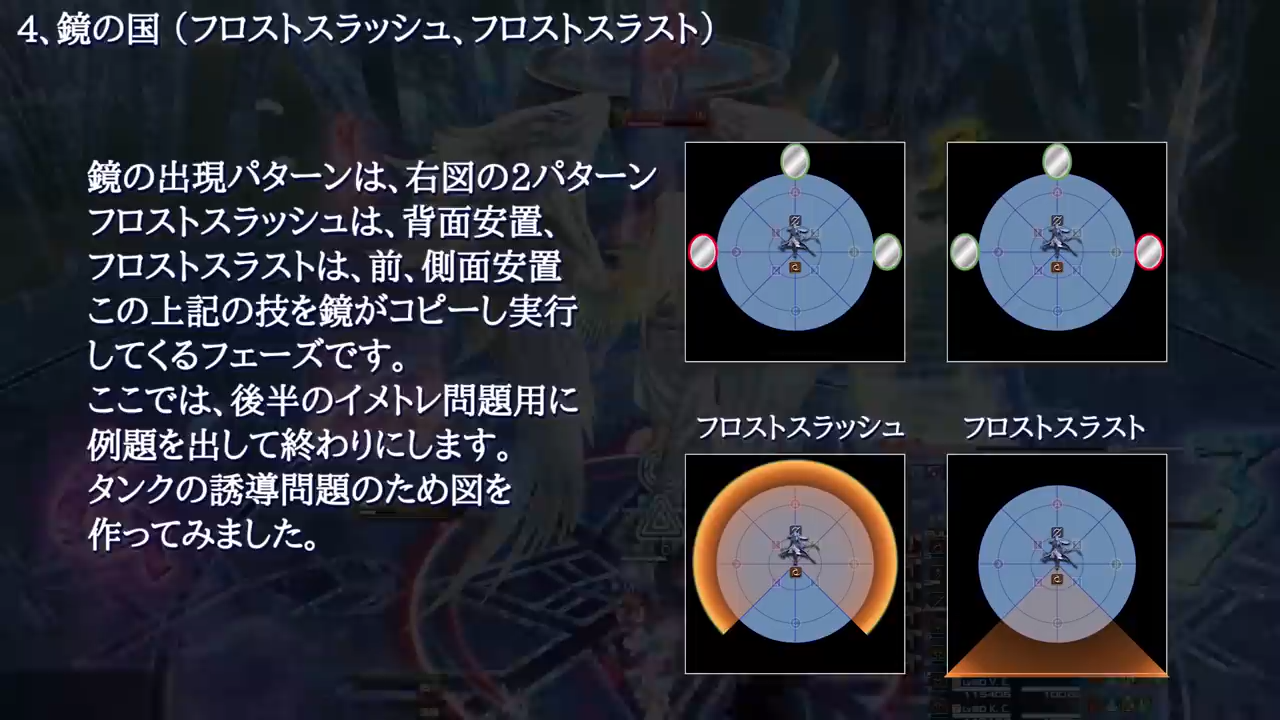 4、鏡の国（フロストスラッシュ、フロストスラスト）
鏡の出現パターンは、右図の2パターン
フロストスラッシュは、背面安置、
フロストスラストは、前、側面安置
この上記の技を鏡がコピーし実行
してくるフェーズです。
ここでは、後半のイメトレ問題用に
例題を出して終わりにします。
タンクの誘導問題のため図を
作ってみました。
フロストスラッシュ
フロストスラスト